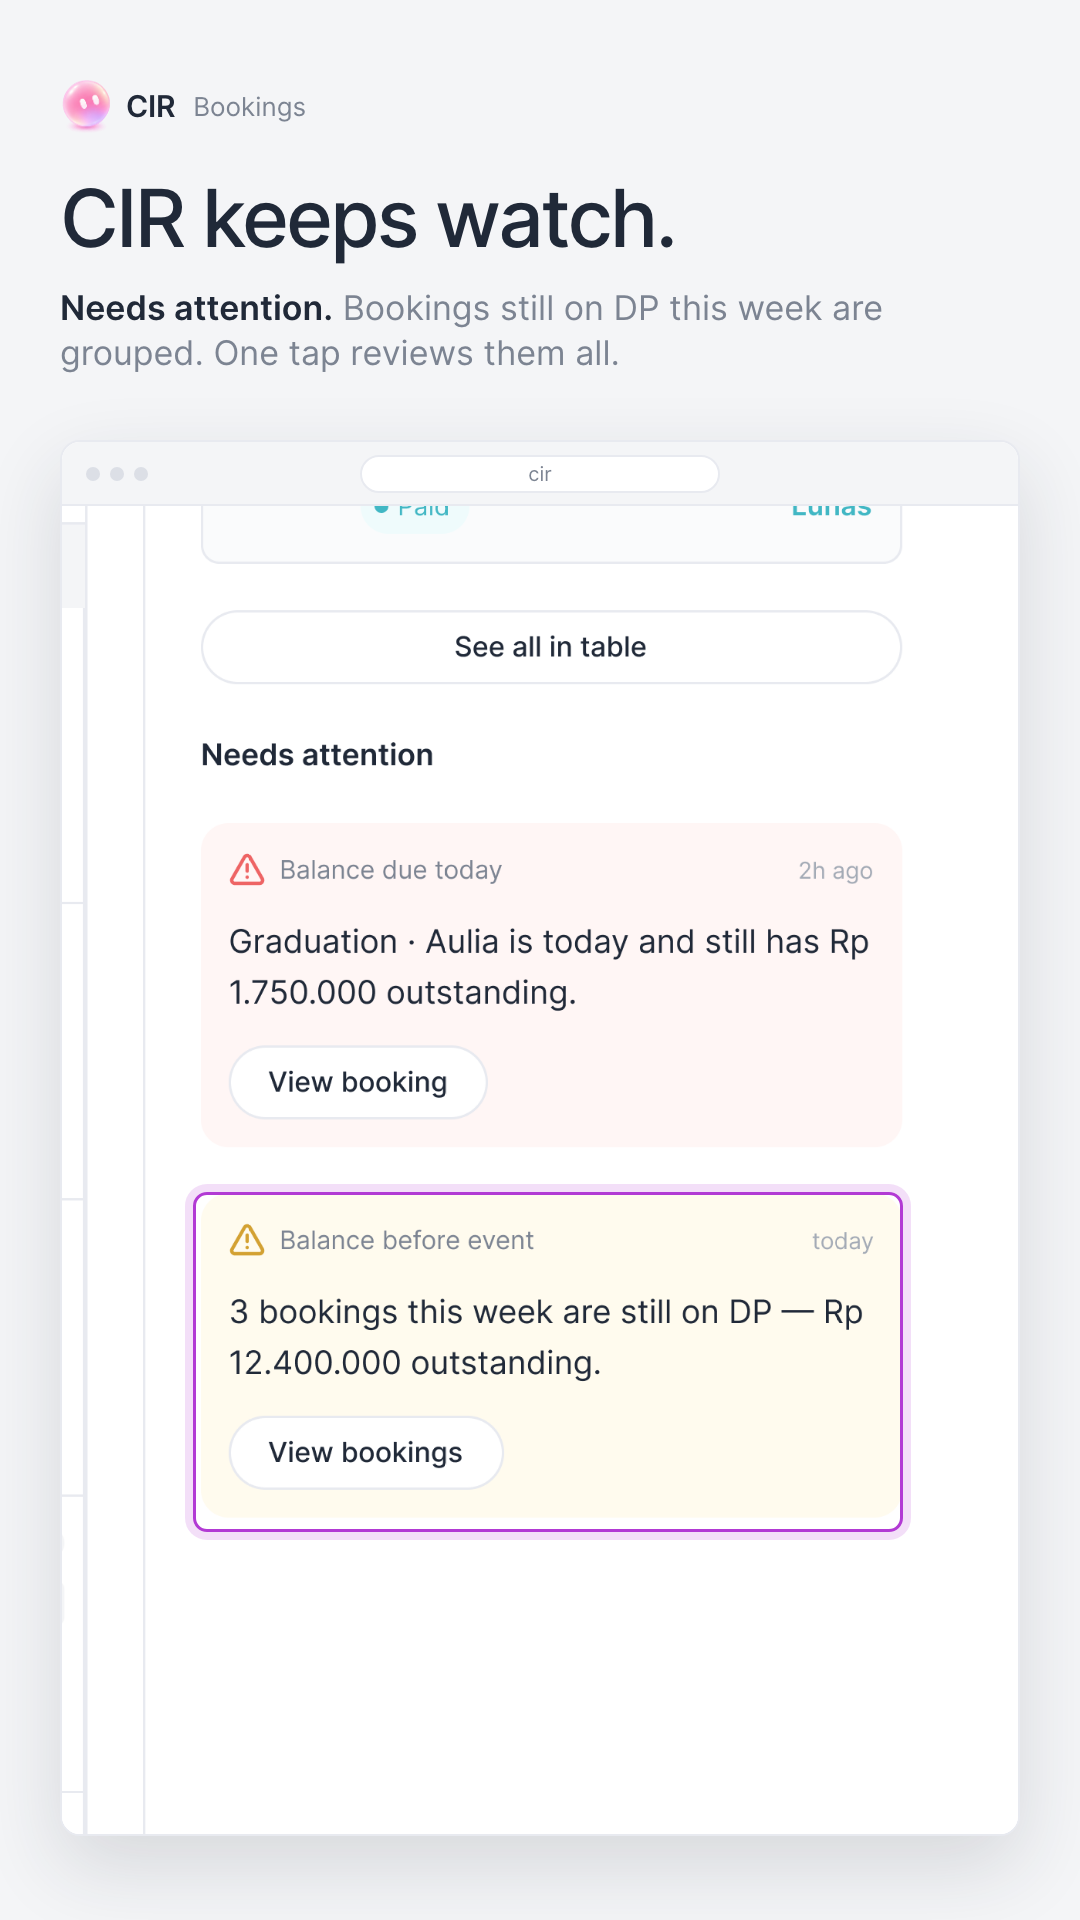 CIR Bookings
CIR keeps watch.
Needs attention. Bookings still on DP this week are
grouped. One tap reviews them all.
cir
Paid Lunas
See all in table
Needs attention
Balance due today 2h ago
Graduation · Aulia is today and still has Rp
1.750.000 outstanding.
View booking
Balance before event today
3 bookings this week are still on DP — Rp
12.400.000 outstanding.
View bookings